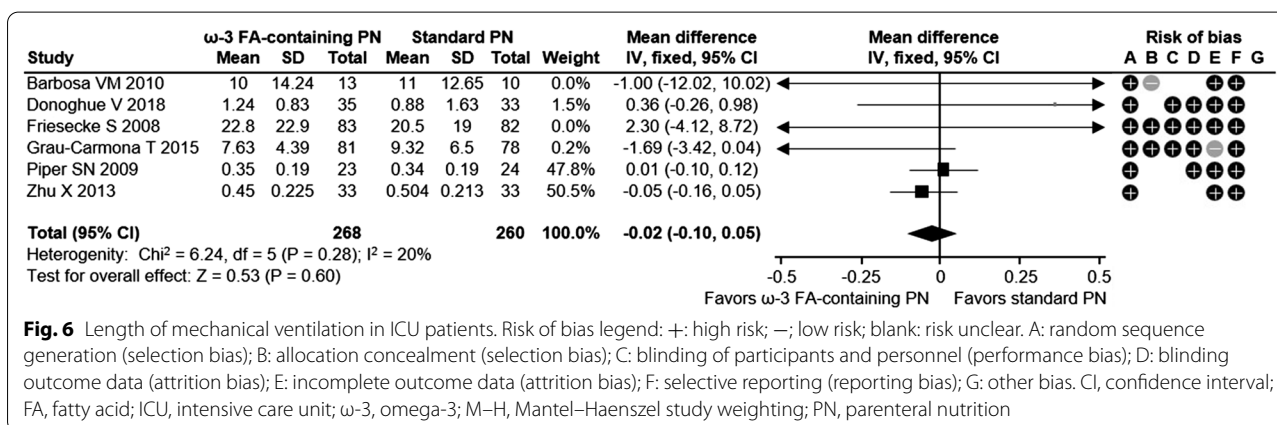 ω-3 FA-containing PN Standard PN Mean difference Mean difference Risk of bias
Study Mean SD Total Mean SD Total Weight IV, fixed, 95% CI IV, fixed, 95% CI A B C D E F G
Barbosa VM 2010 10 14.24 13 11 12.65 10 0.0% -1.00 (-12.02, 10.02) + − + +
Donoghue V 2018 1.24 0.83 35 0.88 1.63 33 1.5% 0.36 (-0.26, 0.98) + + + + +
Friesecke S 2008 22.8 22.9 83 20.5 19 82 0.0% 2.30 (-4.12, 8.72) + + + + + +
Grau-Carmona T 2015 7.63 4.39 81 9.32 6.5 78 0.2% -1.69 (-3.42, 0.04) + + + + − +
Piper SN 2009 0.35 0.19 23 0.34 0.19 24 47.8% 0.01 (-0.10, 0.12) + + + +
Zhu X 2013 0.45 0.225 33 0.504 0.213 33 50.5% -0.05 (-0.16, 0.05) + + +
Total (95% CI) 268 260 100.0% -0.02 (-0.10, 0.05)
Heterogenity: Chi² = 6.24, df = 5 (P = 0.28); I² = 20%
Test for overall effect: Z = 0.53 (P = 0.60)
-0.5 -0.25 0 0.25 0.5
Favors ω-3 FA-containing PN Favors standard PN
Fig. 6 Length of mechanical ventilation in ICU patients. Risk of bias legend: +: high risk; −; low risk; blank: risk unclear. A: random sequence
generation (selection bias); B: allocation concealment (selection bias); C: blinding of participants and personnel (performance bias); D: blinding
outcome data (attrition bias); E: incomplete outcome data (attrition bias); F: selective reporting (reporting bias); G: other bias. CI, confidence interval;
FA, fatty acid; ICU, intensive care unit; ω-3, omega-3; M–H, Mantel–Haenszel study weighting; PN, parenteral nutrition